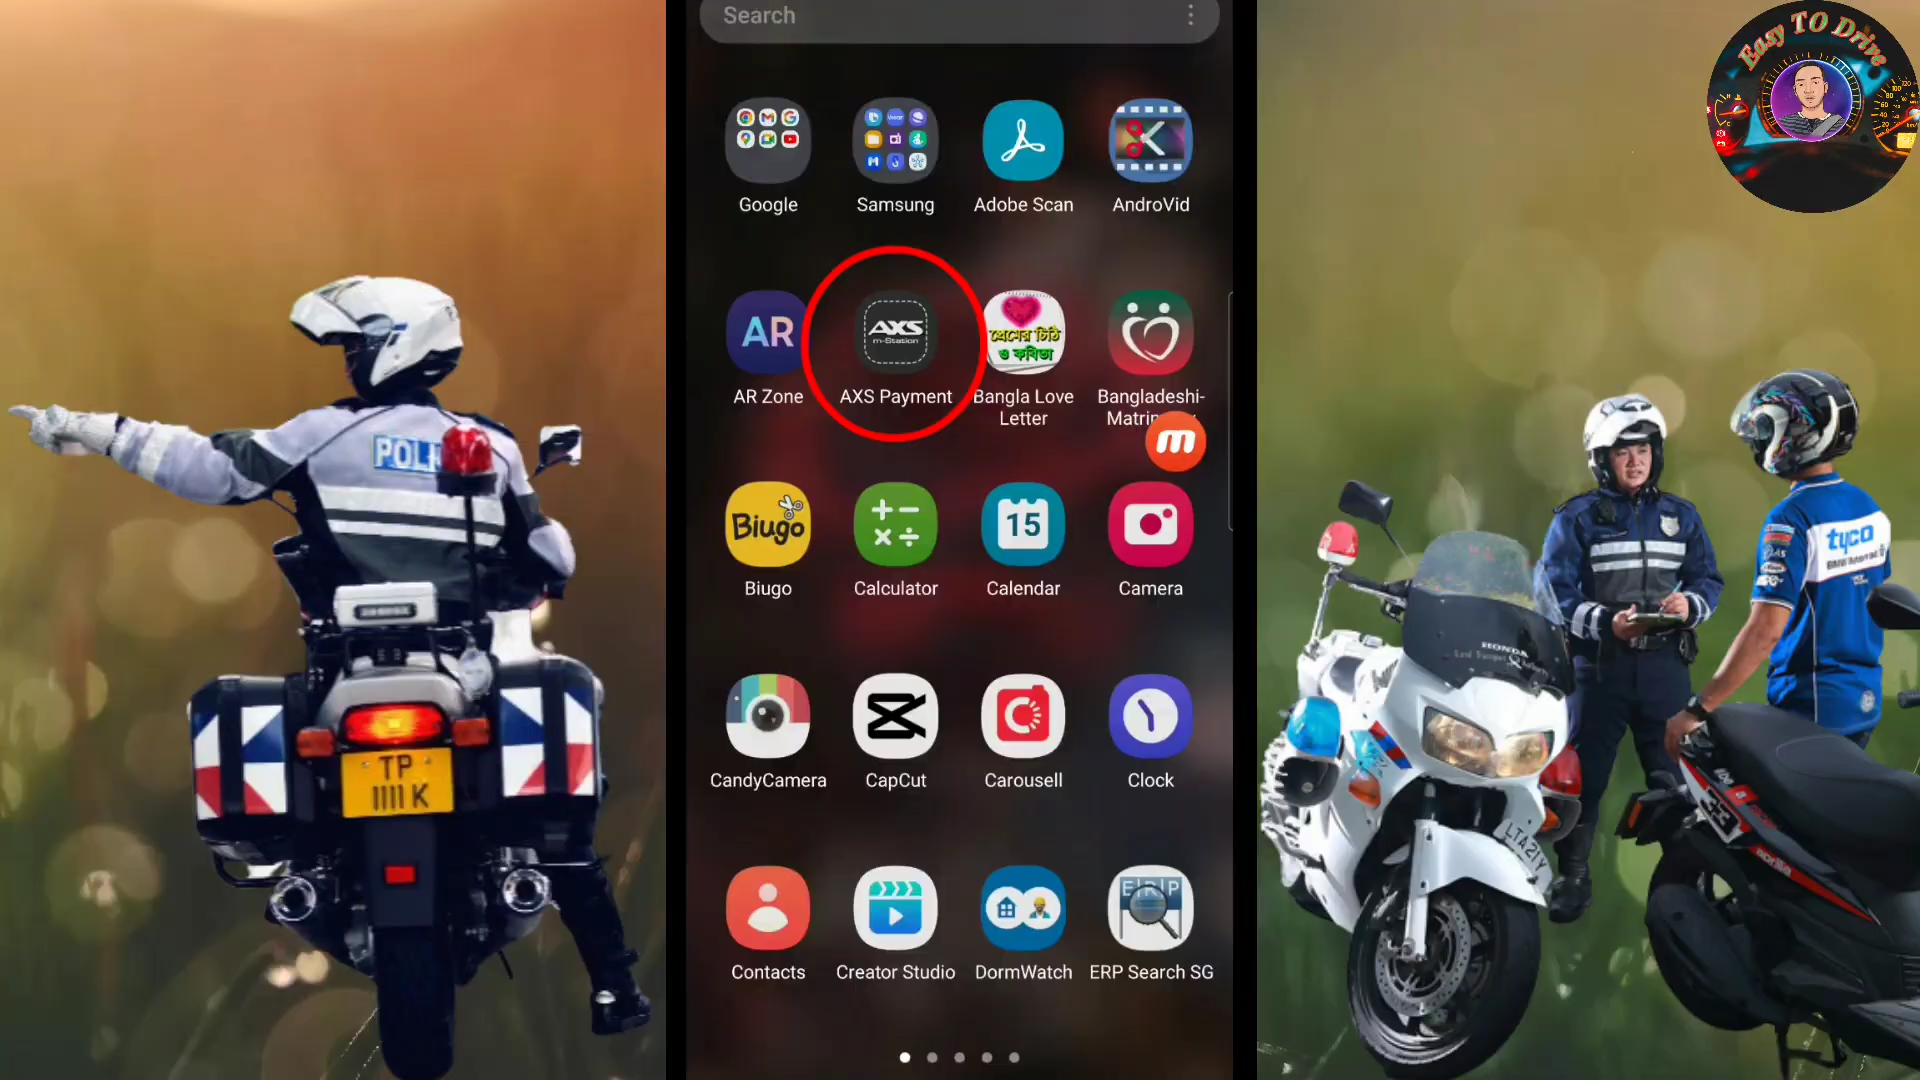 Search
Easy TO Drive
Google
Samsung
Adobe Scan
AndroVid
AR
AXS
m-Station
প্রেমের চিঠি
ও কবিতা
AR Zone
AXS Payment
Bangla Love
Letter
Bangladeshi-
m
POLI
Biugo
15
tyco
Biugo
Calculator
Calendar
Camera
HONDA
TP
1111 K
CandyCamera
CapCut
Carousell
Clock
ERP
Contacts
Creator Studio
DormWatch
ERP Search SG